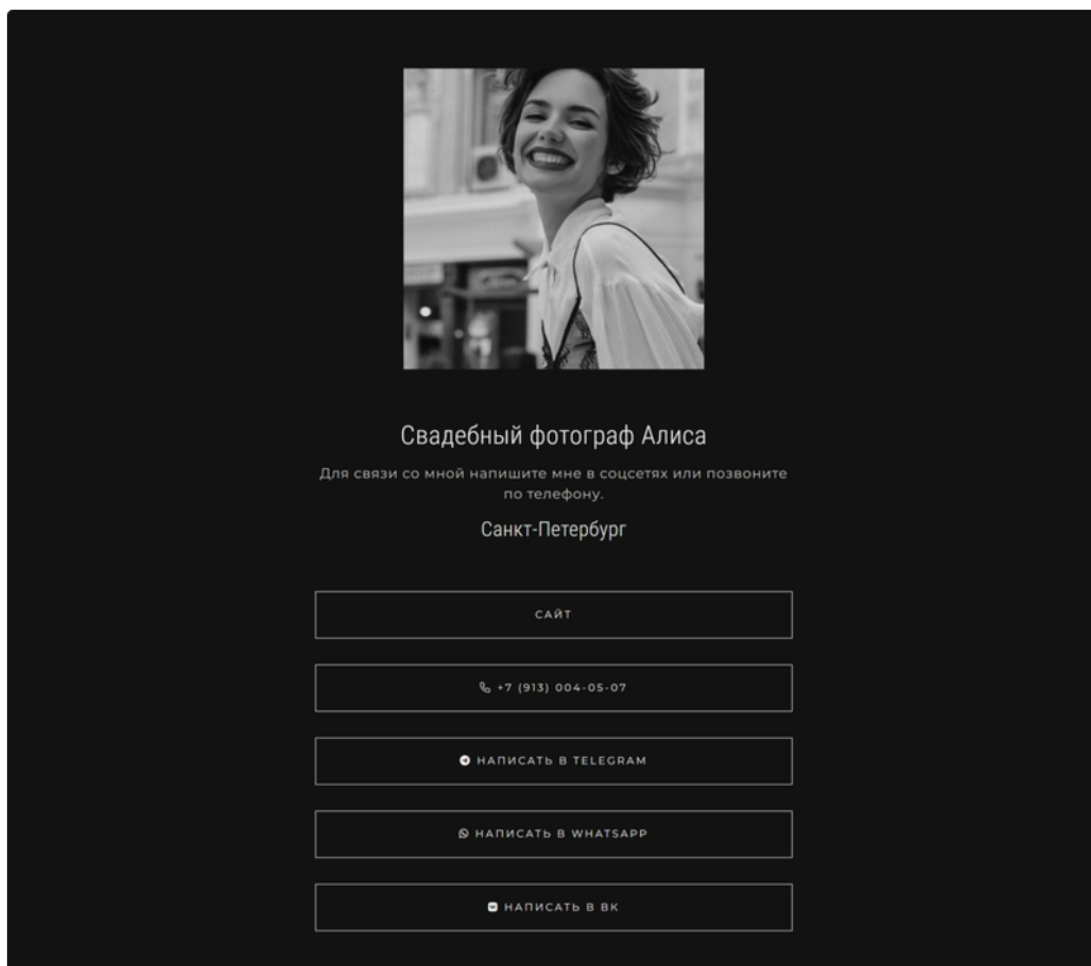 Свадебный фотограф Алиса
Для связи со мной напишите мне в соцсетях или позвоните
по телефону.
Санкт-Петербург
САЙТ
+7 (913) 004-05-07
НАПИСАТЬ В TELEGRAM
НАПИСАТЬ В WHATSAPP
НАПИСАТЬ В ВК